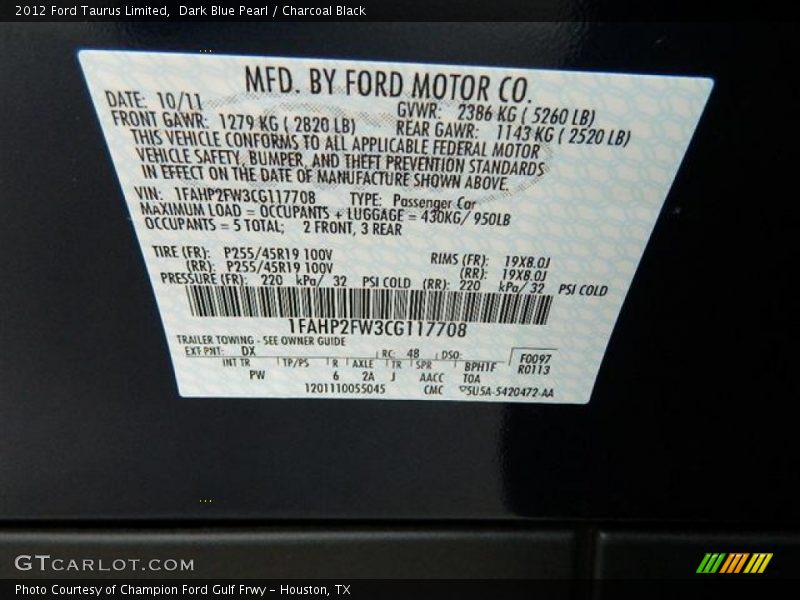 2012 Ford Taurus Limited,  Dark Blue Pearl / Charcoal Black
MFD. BY FORD MOTOR CO.
DATE: 10/11 GVWR: 2386 KG ( 5260 LB)
FRONT GAWR: 1279 KG ( 2820 LB) REAR GAWR: 1143 KG ( 2520 LB)
THIS VEHICLE CONFORMS TO ALL APPLICABLE FEDERAL MOTOR
VEHICLE SAFETY, BUMPER, AND THEFT PREVENTION STANDARDS
IN EFFECT ON THE DATE OF MANUFACTURE SHOWN ABOVE.
VIN: 1FAHP2FW3CG117708 TYPE: Passenger Car
MAXIMUM LOAD = OCCUPANTS + LUGGAGE = 430KG/ 950LB
OCCUPANTS = 5 TOTAL; 2 FRONT, 3 REAR
TIRE (FR): P255/45R19 100V RIMS (FR): 19X8.0J
(RR): P255/45R19 100V (RR): 19X8.0J
PRESSURE (FR): 220 kPa/ 32 PSI COLD (RR): 220 kPa/ 32 PSI COLD
1FAHP2FW3CG117708
TRAILER TOWING - SEE OWNER GUIDE
EXT PNT: DX RC: 48 DSO: F0097
INT TR TP/PS R AXLE TR SPR BPHTF R0113
PW 6 2A J AACC TOA
1201110055045 CMC 5U5A-5420472-AA
GTCARLOT.COM
Photo Courtesy of Champion Ford Gulf Frwy - Houston, TX